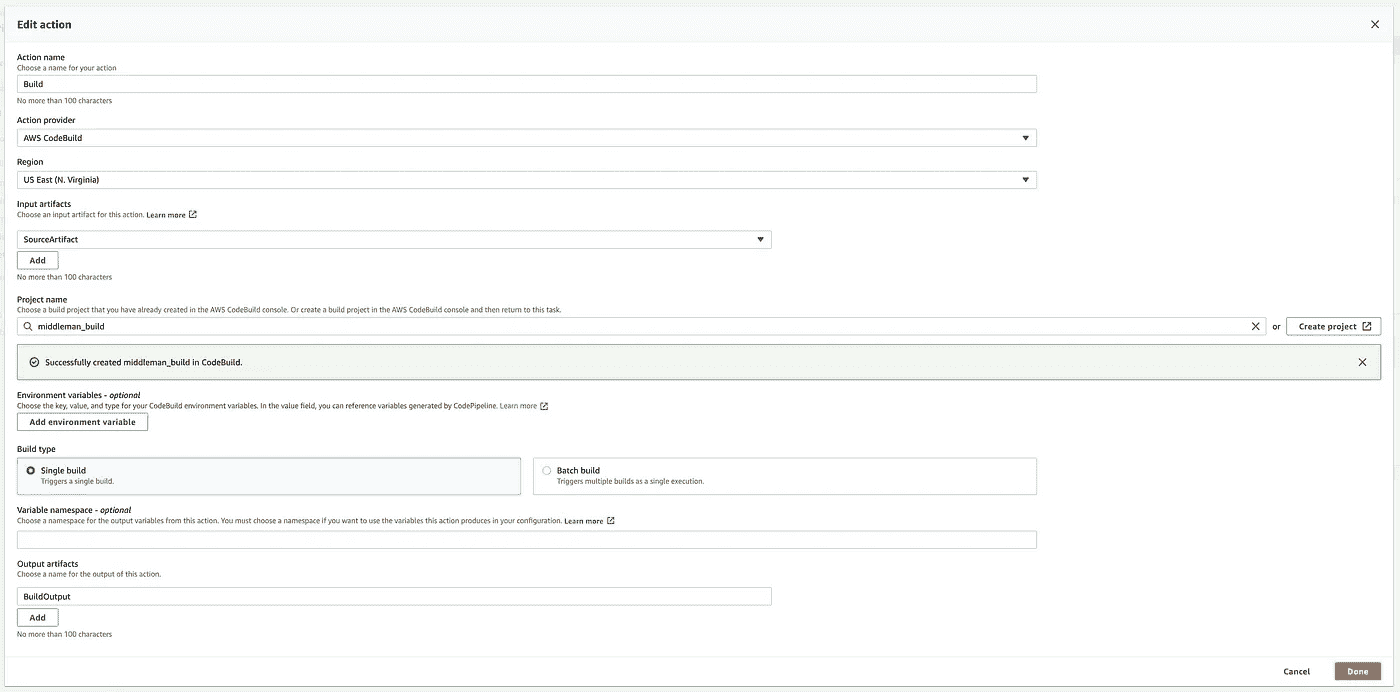 Edit action
Action name
Choose a name for your action
Build
No more than 100 characters
Action provider
AWS CodeBuild
Region
US East (N. Virginia)
Input artifacts
Choose an input artifact for this action. Learn more
SourceArtifact
Add
No more than 100 characters
Project name
Choose a build project that you have already created in the AWS CodeBuild console. Or create a build project in the AWS CodeBuild console and then return to this task.
middleman_build or Create project
Successfully created middleman_build in CodeBuild.
Environment variables - optional
Choose the key, value, and type for your CodeBuild environment variables. In the value field, you can reference variables generated by CodePipeline. Learn more
Add environment variable
Build type
Single build Batch build
Triggers a single build. Triggers multiple builds as a single execution.
Variable namespace - optional
Choose a namespace for the output variables from this action. You must choose a namespace if you want to use the variables this action produces in your configuration. Learn more
Output artifacts
Choose a name for the output of this action.
BuildOutput
Add
No more than 100 characters
Cancel Done